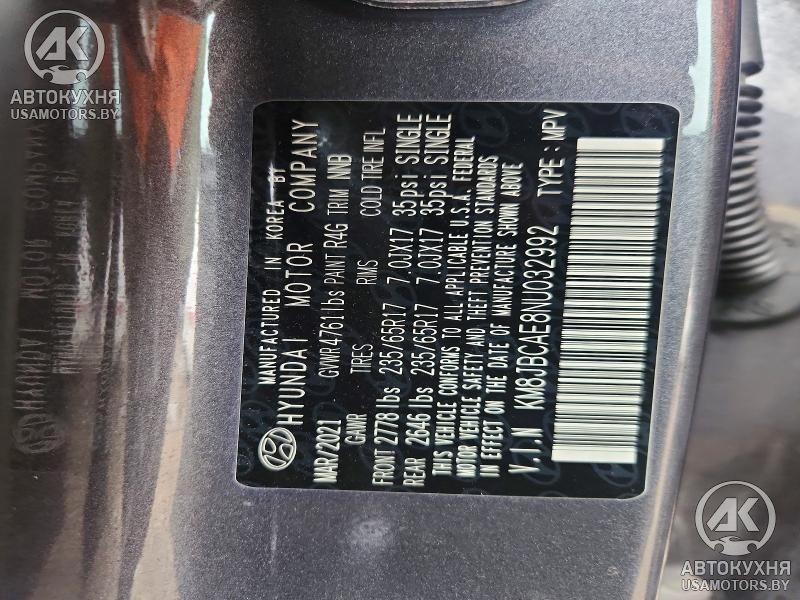 AK
АВТОКУХНЯ
USAMOTORS.BY
MANUFACTURED IN KOREA BY
HYUNDAI MOTOR COMPANY
MAR/2021 GVWR 4761 lbs PAINT R4G TRIM NNB
GAWR TIRES RIMS COLD TIRE INFL
FRONT 2778 lbs 235/65R17 7.0JX17 35psi SINGLE
REAR 2646 lbs 235/65R17 7.0JX17 35psi SINGLE
THIS VEHICLE CONFORMS TO ALL APPLICABLE U.S.A. FEDERAL
MOTOR VEHICLE SAFETY AND THEFT PREVENTION STANDARDS
IN EFFECT ON THE DATE OF MANUFACTURE SHOWN ABOVE
V.I.N KM8JBCAE8NU032992 TYPE : MPV
AK
АВТОКУХНЯ
USAMOTORS.BY